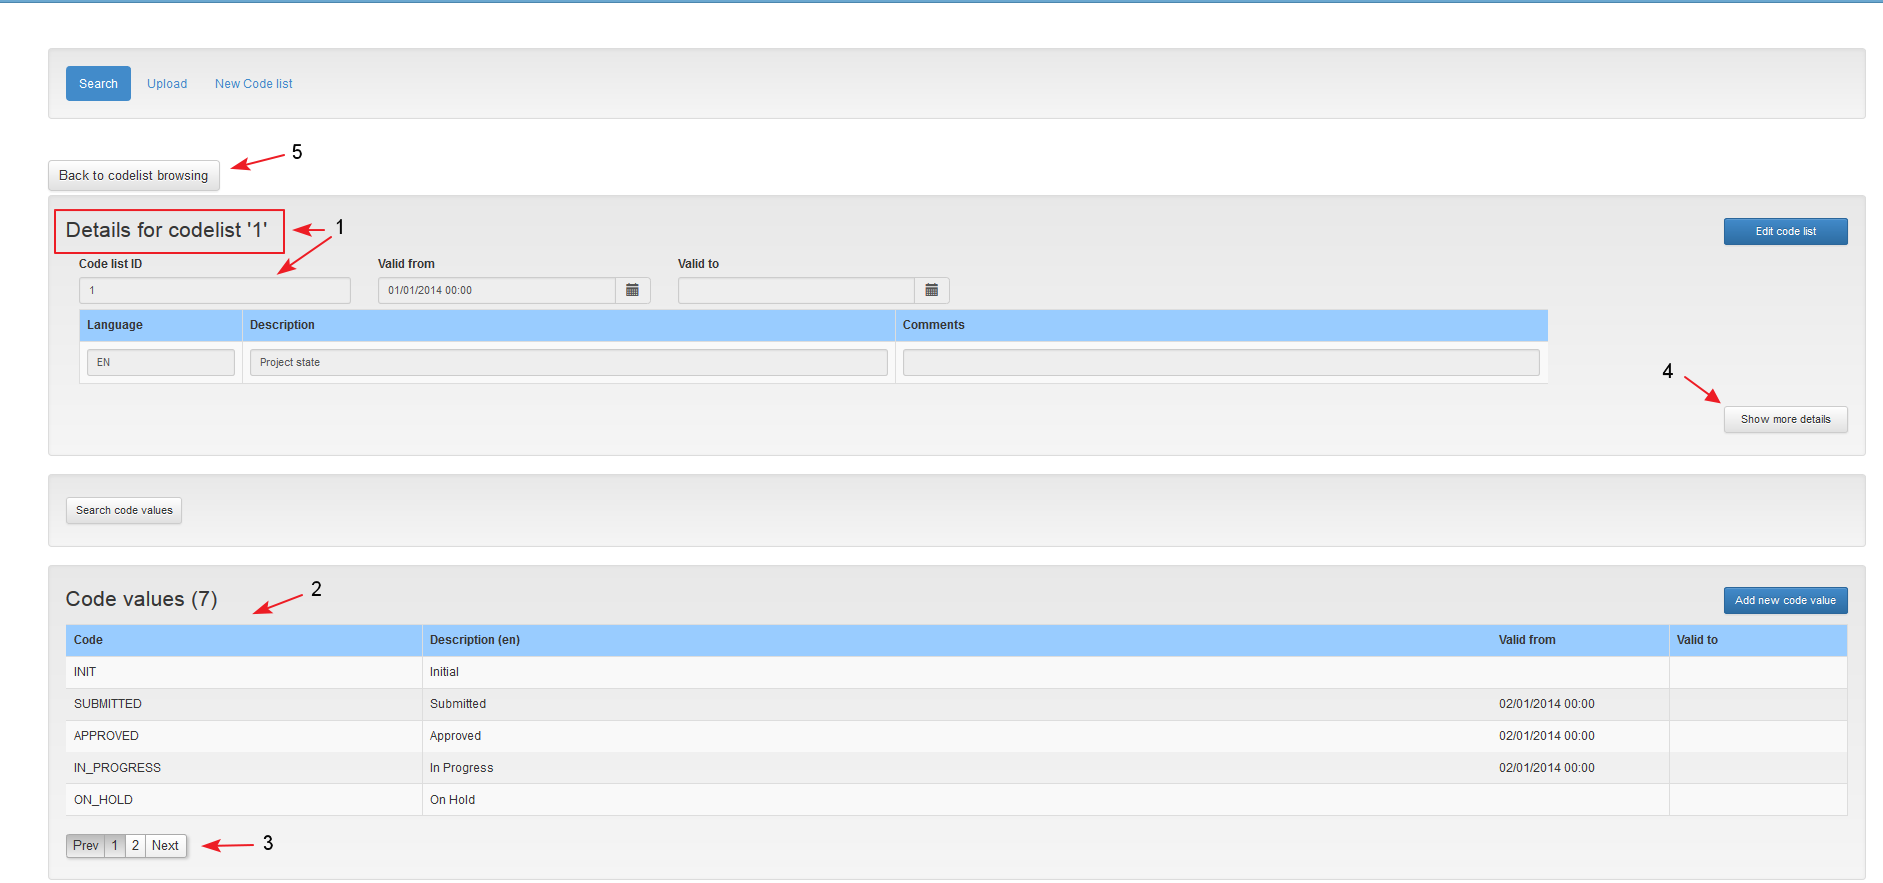 Search Upload New Code list
5
Back to codelist browsing
Details for codelist '1'
1
Edit code list
Code list ID Valid from Valid to
1 01/01/2014 00:00
Language Description Comments
EN Project state
4
Show more details
Search code values
2
Code values (7)
Add new code value
Code Description (en) Valid from Valid to
INIT Initial
SUBMITTED Submitted 02/01/2014 00:00
APPROVED Approved 02/01/2014 00:00
IN_PROGRESS In Progress 02/01/2014 00:00
ON_HOLD On Hold
Prev 1 2 Next
3